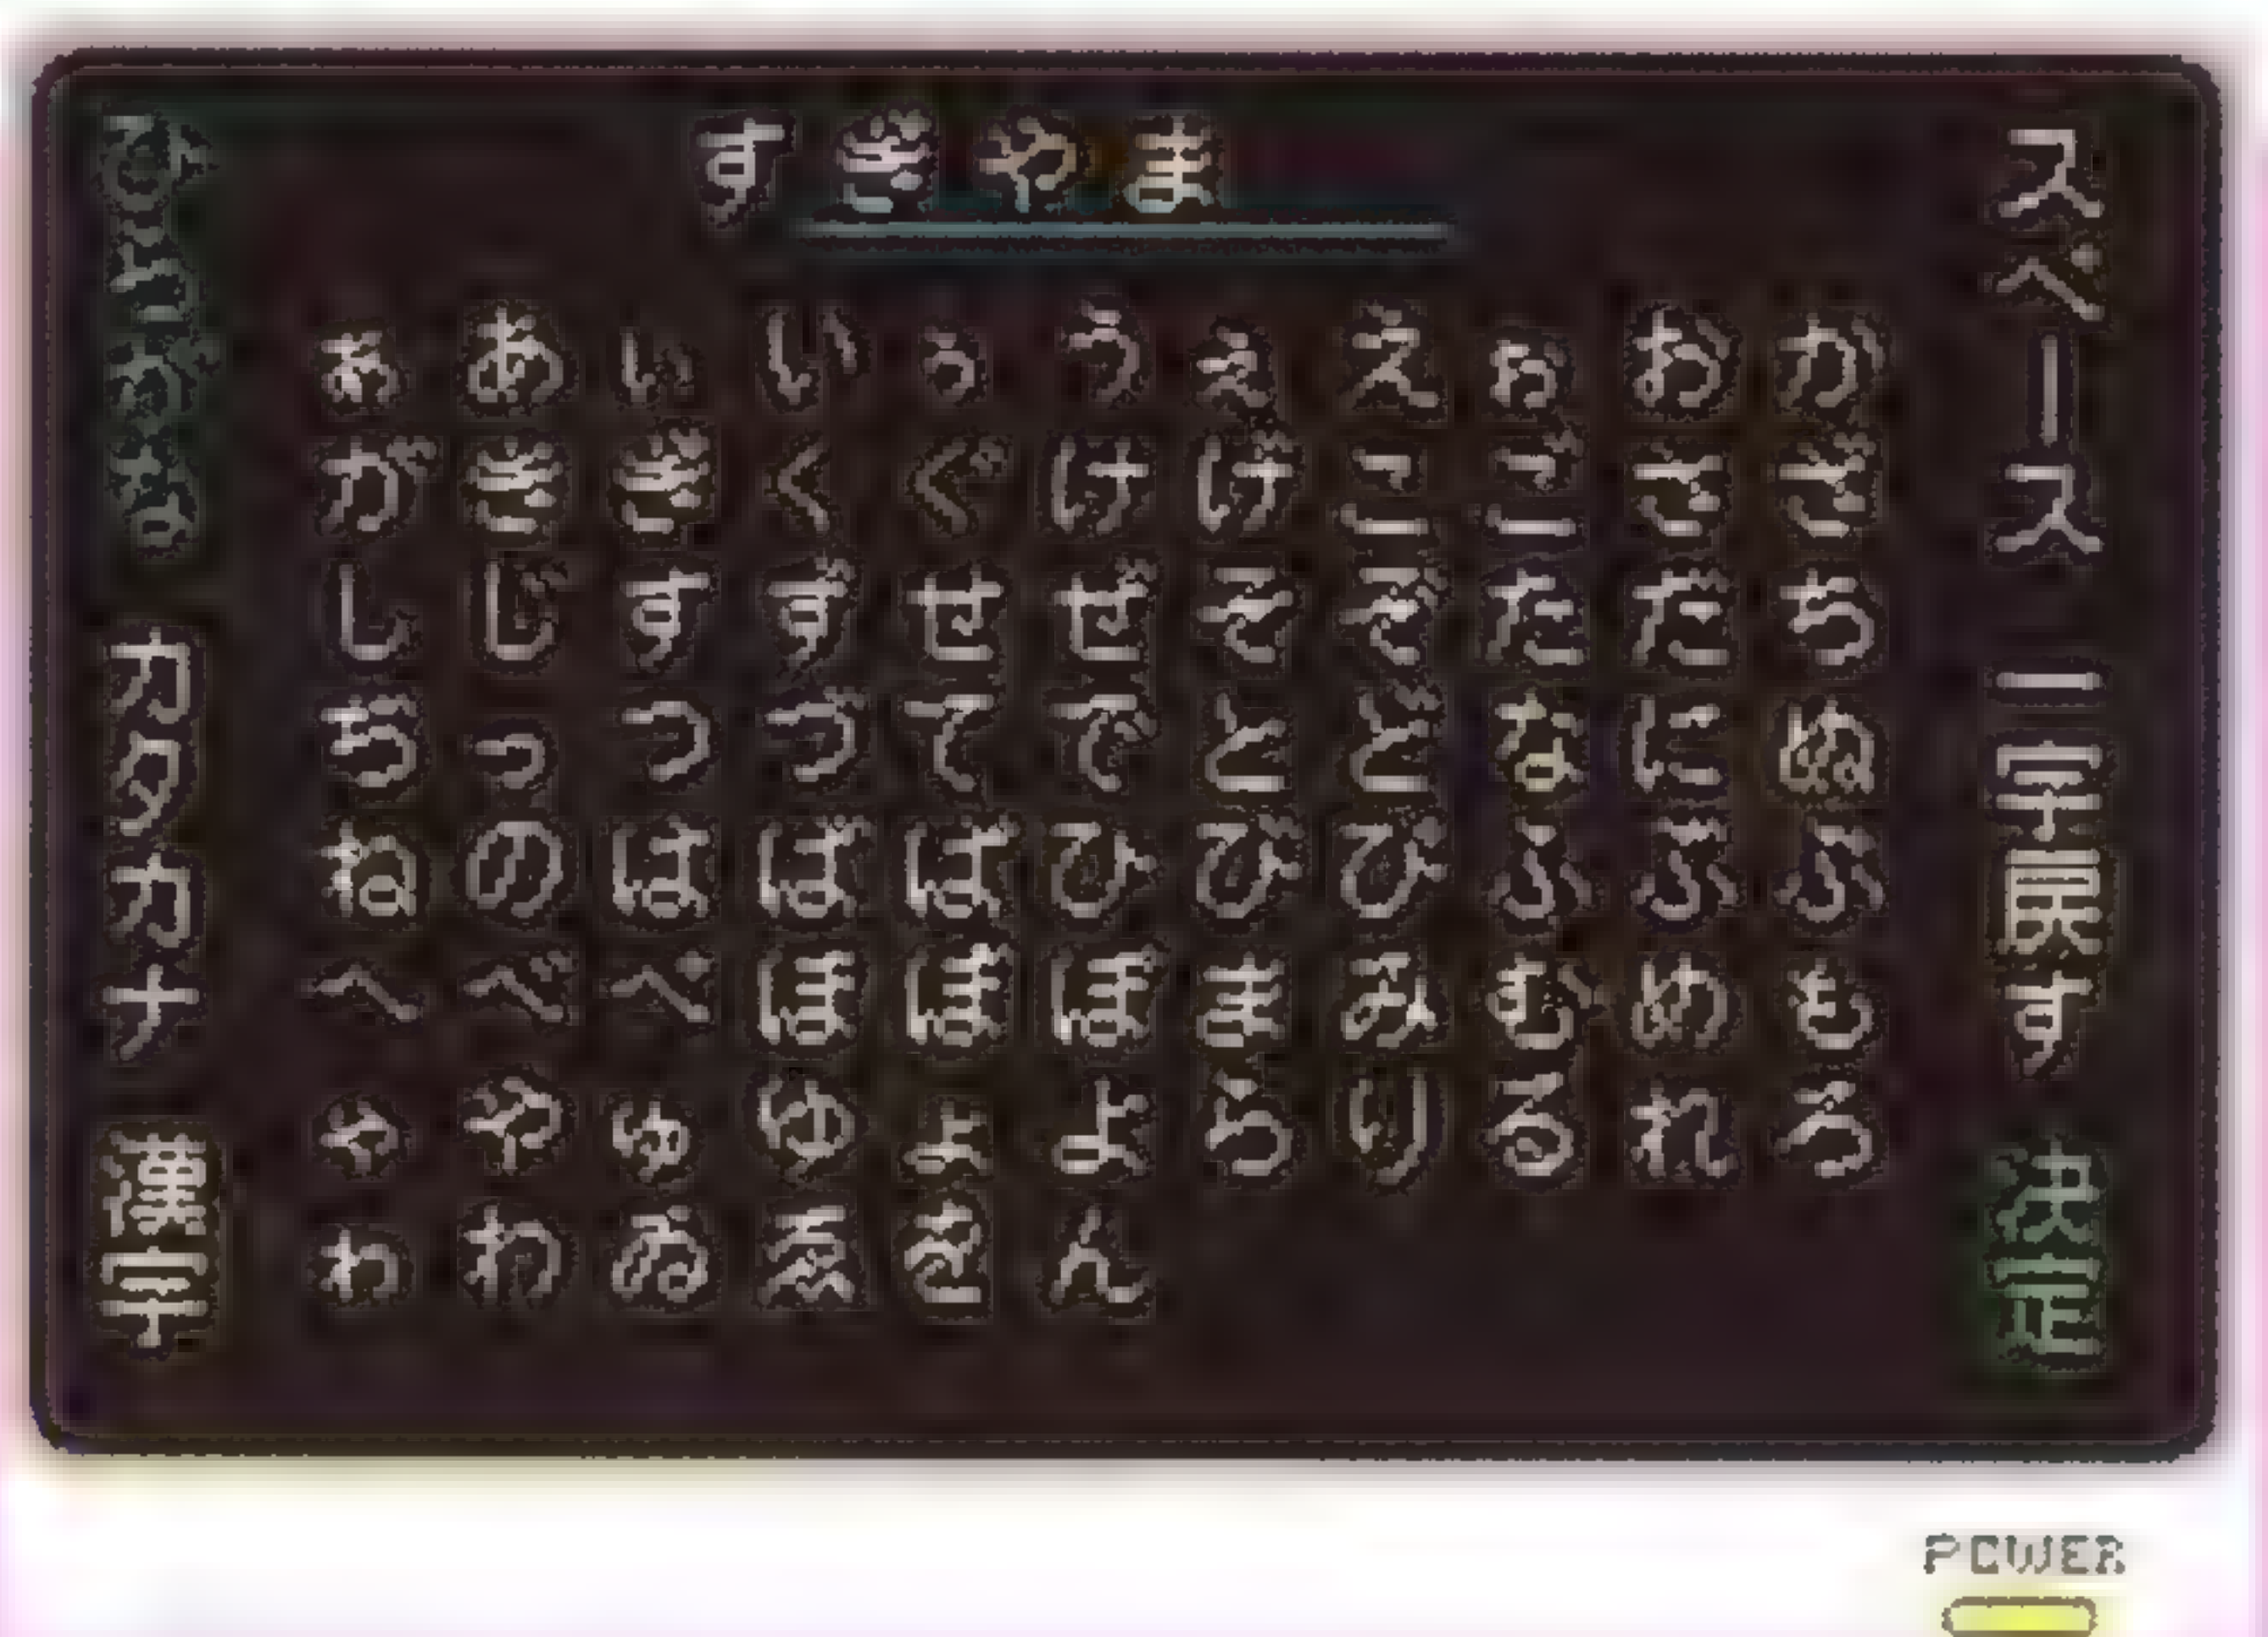 すぎやま
ひらがな
カタカナ
漢字
ぁ あ ぃ い ぅ う ぇ え ぉ お か
が き ぎ く ぐ け げ こ ご さ ざ
し じ す ず せ ぜ そ ぞ た だ ち
ぢ っ つ づ て で と ど な に ぬ
ね の は ば ぱ ひ び ぴ ふ ぶ ぷ
へ べ ぺ ほ ぼ ぽ ま み む め も
ゃ や ゅ ゆ ょ よ ら り る れ ろ
ゎ わ ゐ ゑ を ん
スペース
一字戻す
決定
POWER